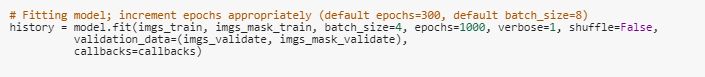 # Fitting model; increment epochs appropriately (default epochs=300, default batch_size=8)
history = model.fit(imgs_train, imgs_mask_train, batch_size=4, epochs=1000, verbose=1, shuffle=False,
validation_data=(imgs_validate, imgs_mask_validate),
callbacks=callbacks)